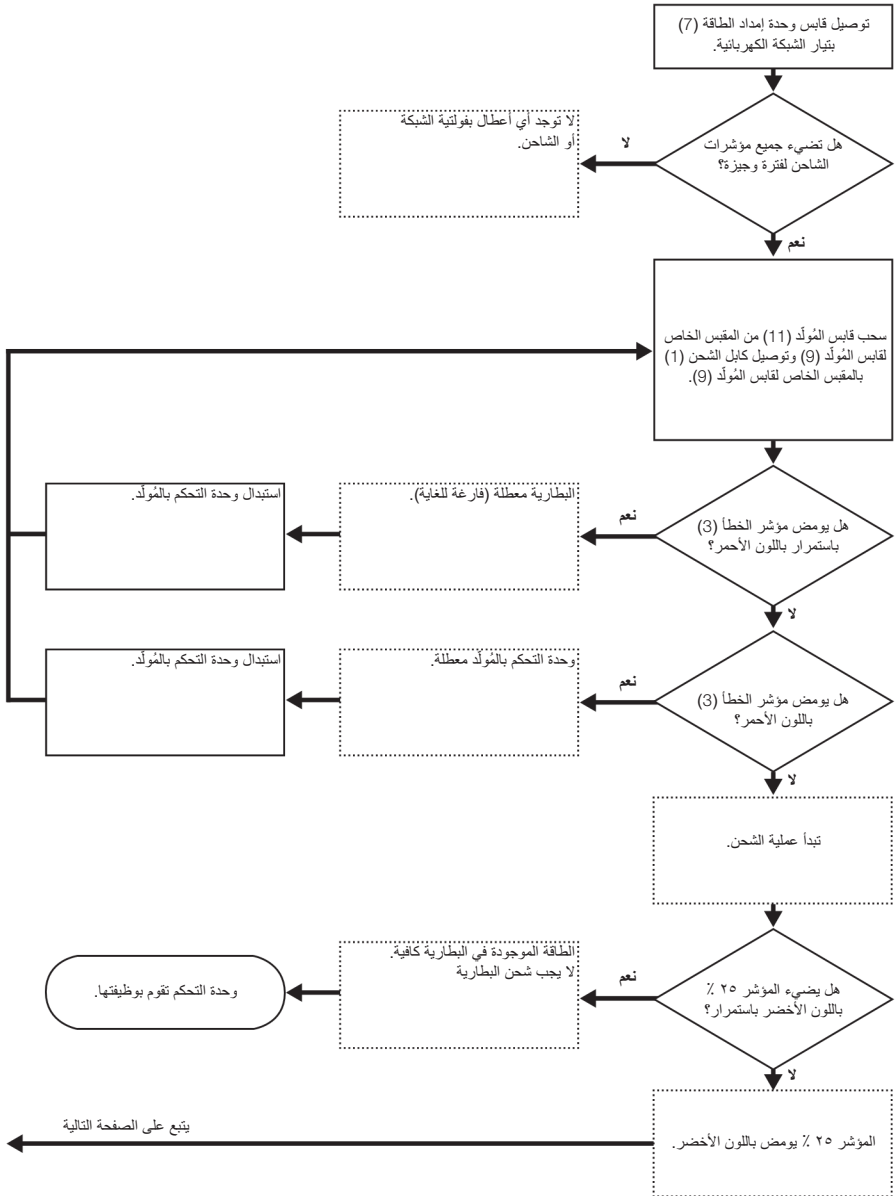 توصيل قابس وحدة إمداد الطاقة (7)
بتيار الشبكة الكهربائية.
هل تضيء جميع مؤشرات
الشاحن لفترة وجيزة؟
لا
لا توجد أي أعطال بفولتية الشبكة
أو الشاحن.
نعم
سحب قابس المُولّد (11) من المقبس الخاص
لقابس المُولّد (9) وتوصيل كابل الشحن (1)
بالمقبس الخاص لقابس المُولّد (9).
هل يومض مؤشر الخطأ (3)
باستمرار باللون الأحمر؟
نعم
البطارية معطلة (فارغة للغاية).
استبدال وحدة التحكم بالمُولّد.
لا
هل يومض مؤشر الخطأ (3)
باللون الأحمر؟
نعم
وحدة التحكم بالمُولّد معطلة.
استبدال وحدة التحكم بالمُولّد.
لا
تبدأ عملية الشحن.
هل يضيء المؤشر ٢٥ ٪
باللون الأخضر باستمرار؟
نعم
الطاقة الموجودة في البطارية كافية.
لا يجب شحن البطارية
وحدة التحكم تقوم بوظيفتها.
لا
المؤشر ٢٥ ٪ يومض باللون الأخضر.
يتبع على الصفحة التالية